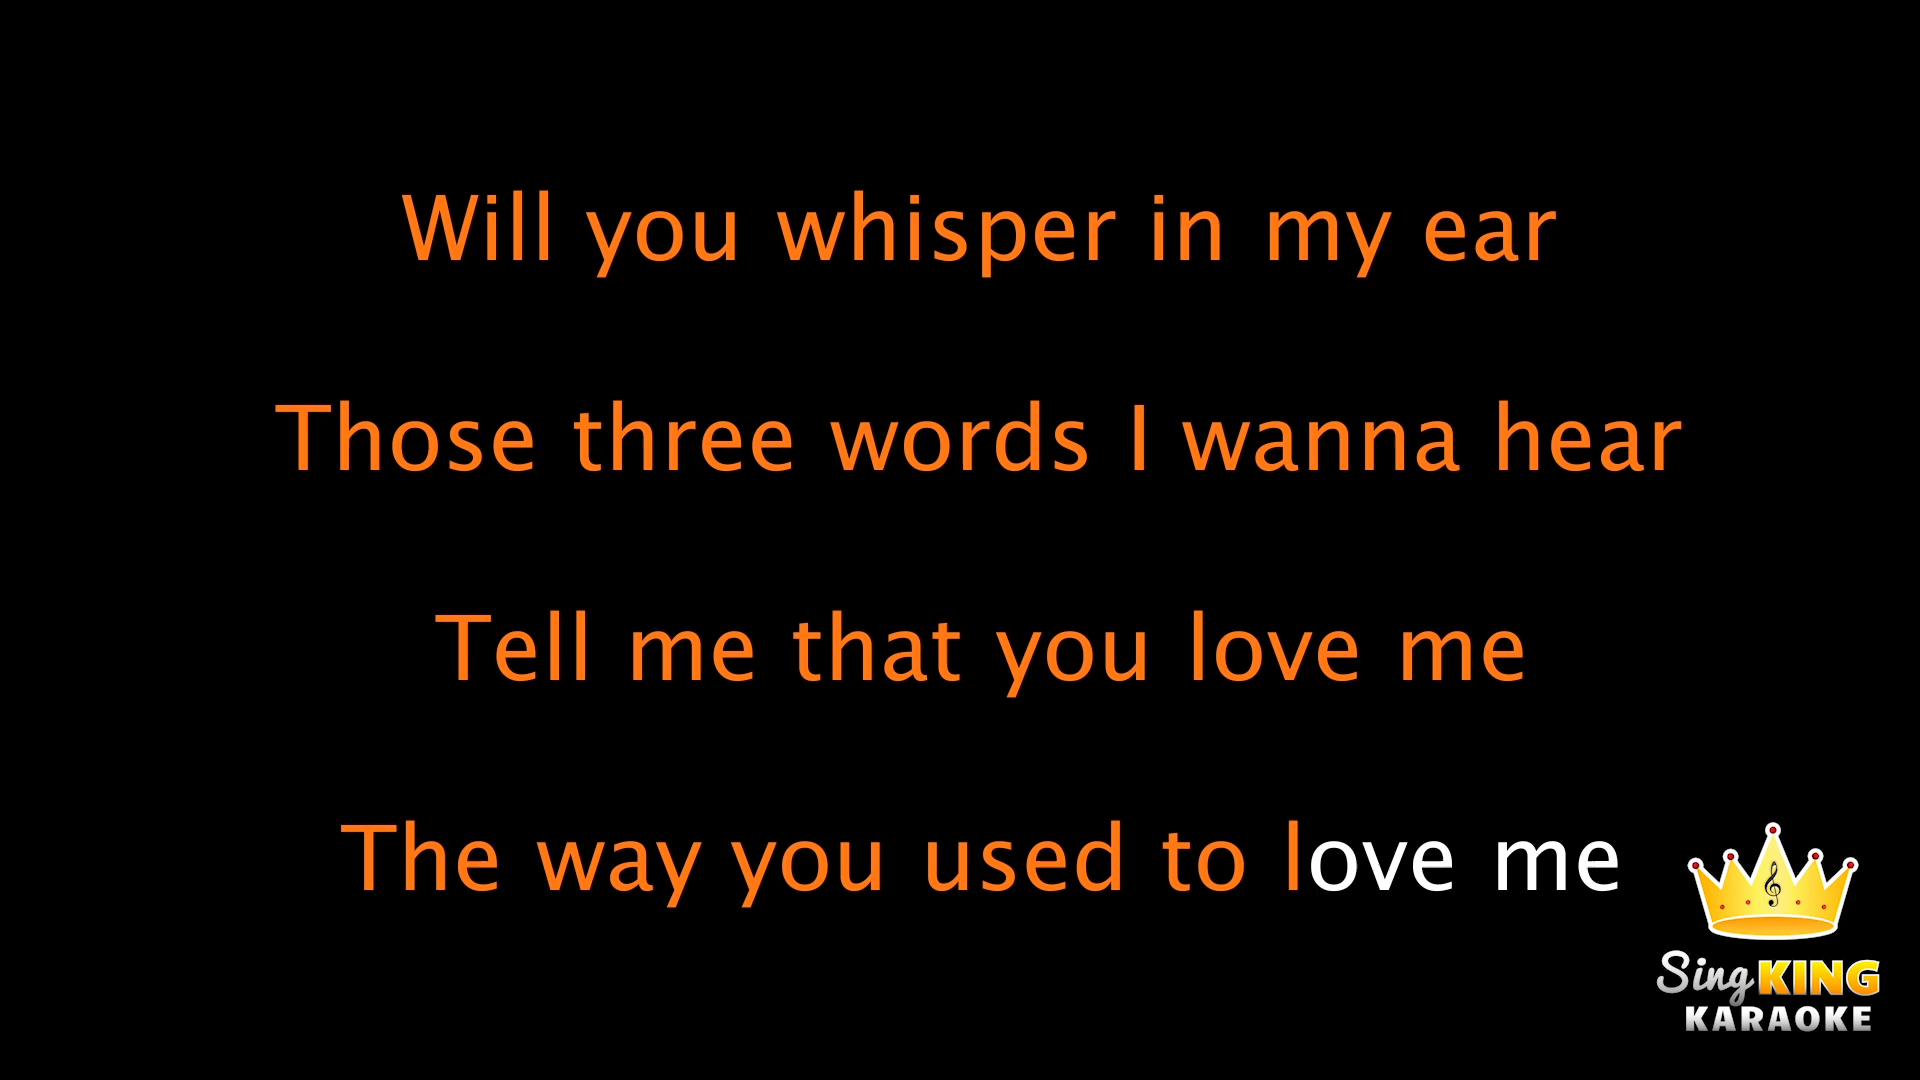 Will you whisper in my ear
Those three words I wanna hear
Tell me that you love me
The way you used to love me
Sing KING
KARAOKE